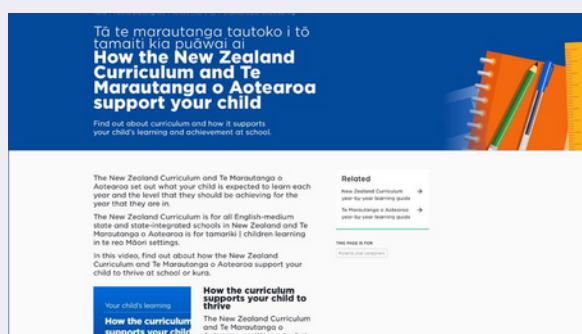 Tā te marautanga tautoko i tō
tamaiti kia puāwai ai
How the New Zealand
Curriculum and Te
Marautanga o Aotearoa
support your child
Find out about curriculum and how it supports
your child's learning and achievement at school.
The New Zealand Curriculum and Te Marautanga o
Aotearoa set out what your child is expected to learn each
year and the level that they should be achieving for the
year that they are in.
The New Zealand Curriculum is for all English-medium
state and state-integrated schools in New Zealand and Te
Marautanga o Aotearoa is for tamariki | children learning
in te reo Māori settings.
In this video, find out about how the New Zealand
Curriculum and Te Marautanga o Aotearoa support your
child to thrive at school or kura.
Related
New Zealand Curriculum
year-by-year learning guide
Te Marautanga o Aotearoa
year-by-year learning guide
THIS PAGE IS FOR
Parents and caregivers
Your child's learning
How the curriculum
supports your child
How the curriculum
supports your child to
thrive
The New Zealand Curriculum
and Te Marautanga o